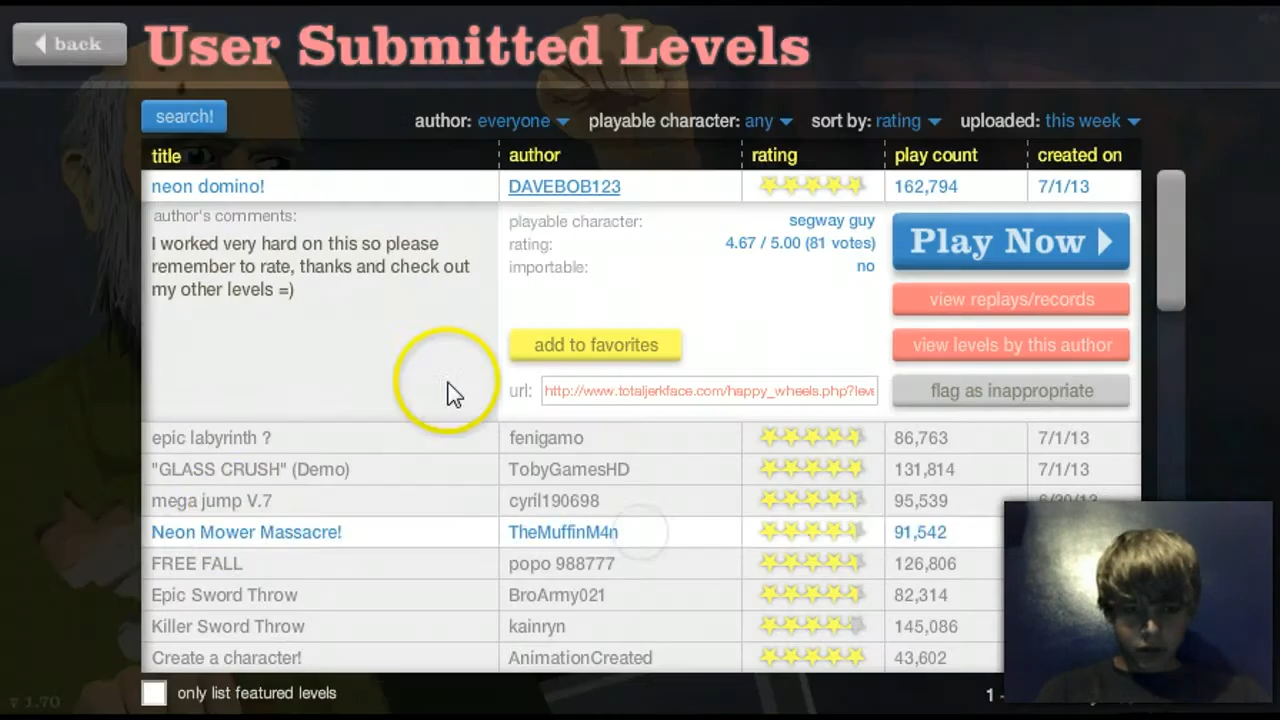 back
User Submitted Levels
search!
author: everyone playable character: any sort by: rating uploaded: this week
title author rating play count created on
neon domino! DAVEBOB123 162,794 7/1/13
author's comments:
I worked very hard on this so please
remember to rate, thanks and check out
my other levels =)
playable character: segway guy
rating: 4.67 / 5.00 (81 votes)
importable: no
Play Now
view replays/records
add to favorites
view levels by this author
url: http://www.totaljerkface.com/happy_wheels.php?leve
flag as inappropriate
epic labyrinth ? fenigamo 86,763 7/1/13
"GLASS CRUSH" (Demo) TobyGamesHD 131,814 7/1/13
mega jump V.7 cyril190698 95,539 6/30/13
Neon Mower Massacre! TheMuffinM4n 91,542
FREE FALL popo 988777 126,806
Epic Sword Throw BroArmy021 82,314
Killer Sword Throw kainryn 145,086
Create a character! AnimationCreated 43,602
only list featured levels
1 -
v 1.70